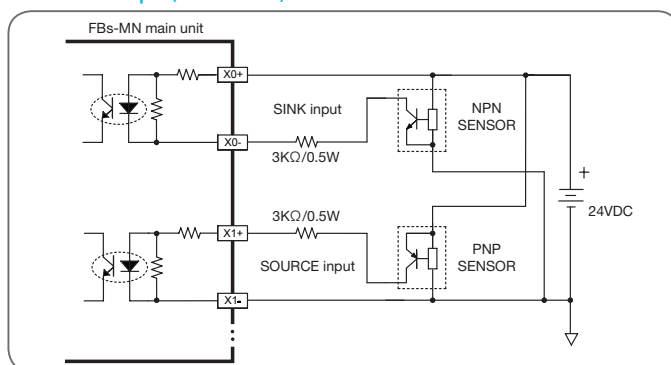 FBs-MN main unit
X0+
SINK input
NPN
SENSOR
X0-
3KΩ/0.5W
+
24VDC
3KΩ/0.5W
X1+
SOURCE input
PNP
SENSOR
X1-